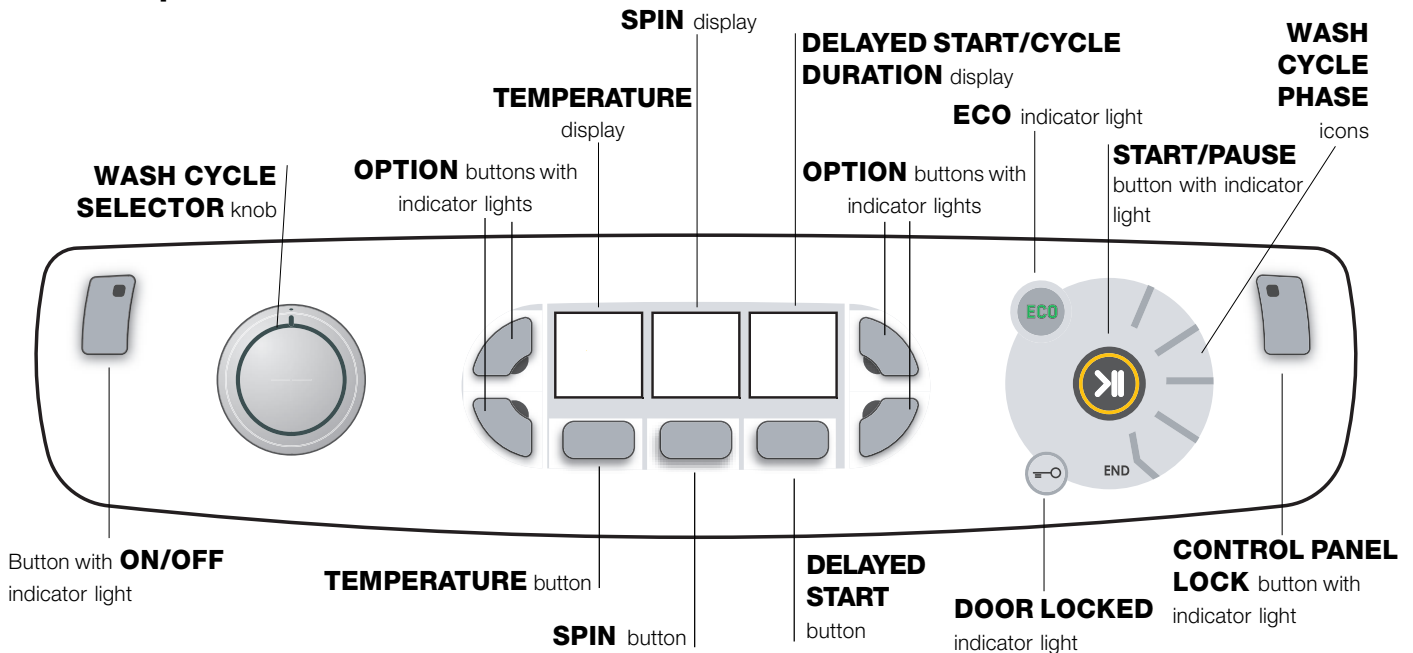 SPIN display
DELAYED START/CYCLE
DURATION display
WASH
CYCLE
PHASE
icons
TEMPERATURE
display
ECO indicator light
WASH CYCLE
SELECTOR knob
OPTION buttons with
indicator lights
OPTION buttons with
indicator lights
START/PAUSE
button with indicator
light
ECO
END
Button with ON/OFF
indicator light
TEMPERATURE button
SPIN button
DELAYED
START
button
DOOR LOCKED
indicator light
CONTROL PANEL
LOCK button with
indicator light